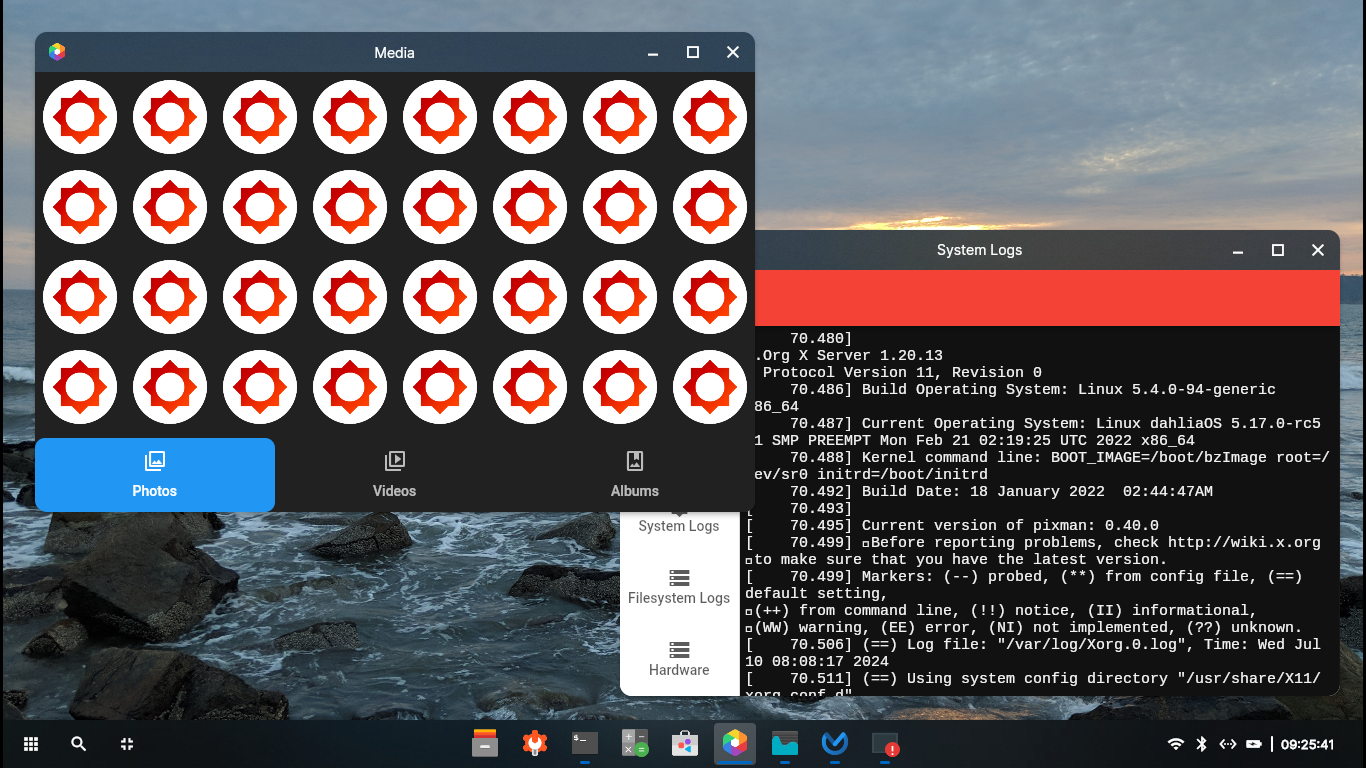 Media
Photos
Videos
Albums
System Logs
70.480]
.Org X Server 1.20.13
Protocol Version 11, Revision 0
70.486] Build Operating System: Linux 5.4.0-94-generic
86_64
70.487] Current Operating System: Linux dahliaOS 5.17.0-rc5
1 SMP PREEMPT Mon Feb 21 02:19:25 UTC 2022 x86_64
70.488] Kernel command line: BOOT_IMAGE=/boot/bzImage root=/
ev/sr0 initrd=/boot/initrd
70.492] Build Date: 18 January 2022  02:44:47AM
70.493]
[    70.495] Current version of pixman: 0.40.0
[    70.499] Before reporting problems, check http://wiki.x.org
to make sure that you have the latest version.
[    70.499] Markers: (--) probed, (**) from config file, (==)
default setting,
(++) from command line, (!!) notice, (II) informational,
(WW) warning, (EE) error, (NI) not implemented, (??) unknown.
[    70.506] (==) Log file: "/var/log/Xorg.0.log", Time: Wed Jul
10 08:08:17 2024
[    70.511] (==) Using system config directory "/usr/share/X11/
xorg.conf.d"
System Logs
Filesystem Logs
Hardware
$_
09:25:41